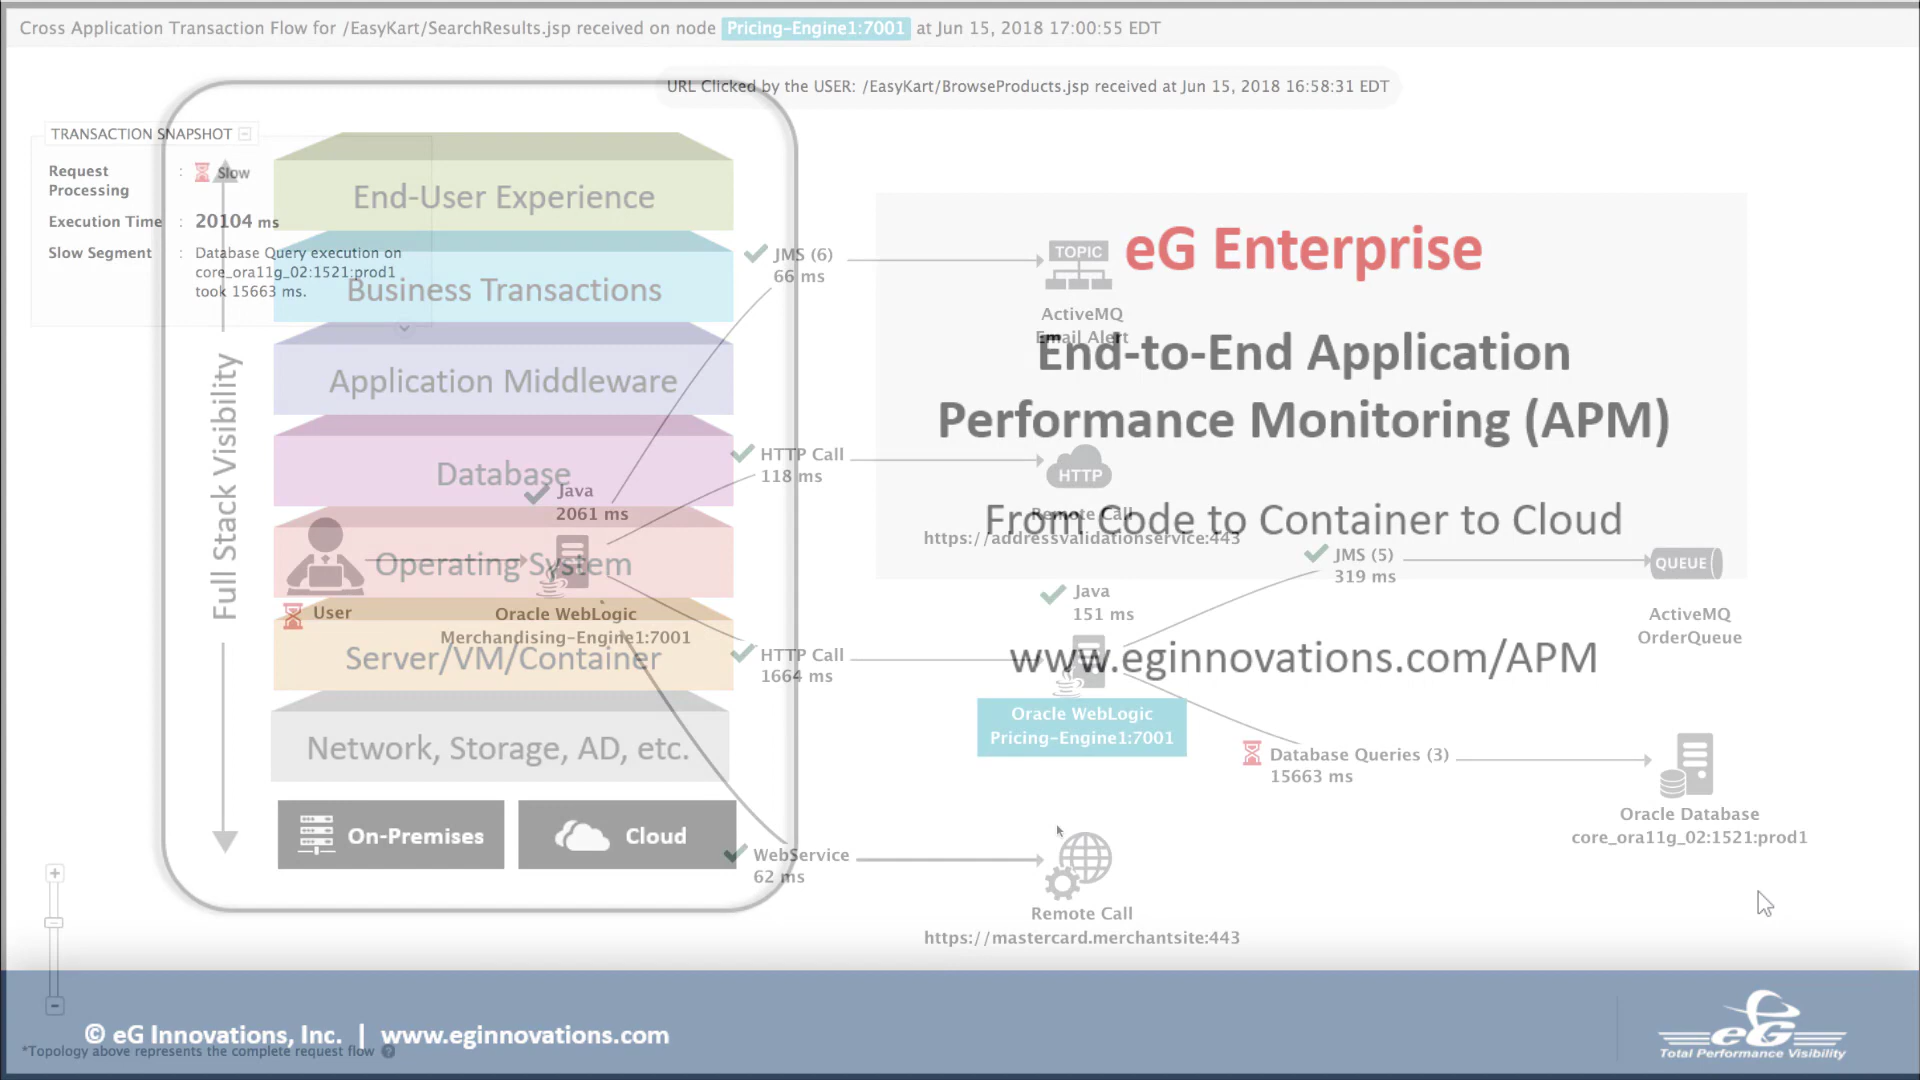 Cross Application Transaction Flow for /EasyKart/SearchResults.jsp received on node Pricing-Engine1:7001 at Jun 15, 2018 17:00:55 EDT
URL Clicked by the USER: /EasyKart/BrowseProducts.jsp received at Jun 15, 2018 16:58:31 EDT
TRANSACTION SNAPSHOT
Request Processing : Slow
Execution Time : 20104 ms
Slow Segment : Database Query execution on
core_ora11g_02:1521:prod1
took 15663 ms.
Full Stack Visibility
End-User Experience
Business Transactions
Application Middleware
Database
Operating System
Server/VM/Container
Network, Storage, AD, etc.
On-Premises
Cloud
User
Java
2061 ms
Oracle WebLogic
Merchandising-Engine1:7001
JMS (6)
66 ms
TOPIC
ActiveMQ
Email Alert
HTTP Call
118 ms
HTTP
Remote Call
https://addressvalidationservice:443
HTTP Call
1664 ms
Java
151 ms
Oracle WebLogic
Pricing-Engine1:7001
JMS (5)
319 ms
QUEUE
ActiveMQ
OrderQueue
Database Queries (3)
15663 ms
Oracle Database
core_ora11g_02:1521:prod1
WebService
62 ms
Remote Call
https://mastercard.merchantsite:443
eG Enterprise
End-to-End Application
Performance Monitoring (APM)
From Code to Container to Cloud
www.eginnovations.com/APM
© eG Innovations, Inc. | www.eginnovations.com
*Topology above represents the complete request flow
eG
Total Performance Visibility